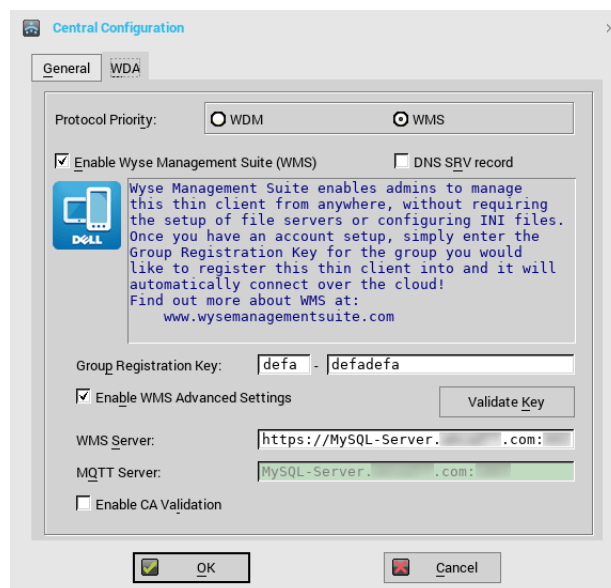 Central Configuration
General WDA
Protocol Priority: WDM WMS
Enable Wyse Management Suite (WMS) DNS SRV record
Wyse Management Suite enables admins to manage
this thin client from anywhere, without requiring
the setup of file servers or configuring INI files.
Once you have an account setup, simply enter the
Group Registration Key for the group you would
like to register this thin client into and it will
automatically connect over the cloud!
Find out more about WMS at:
www.wysemanagementsuite.com
DELL
Group Registration Key: defa - defadefa
Enable WMS Advanced Settings Validate Key
WMS Server: https://MySQL-Server. .com:
MQTT Server: MySQL-Server. .com:
Enable CA Validation
OK Cancel